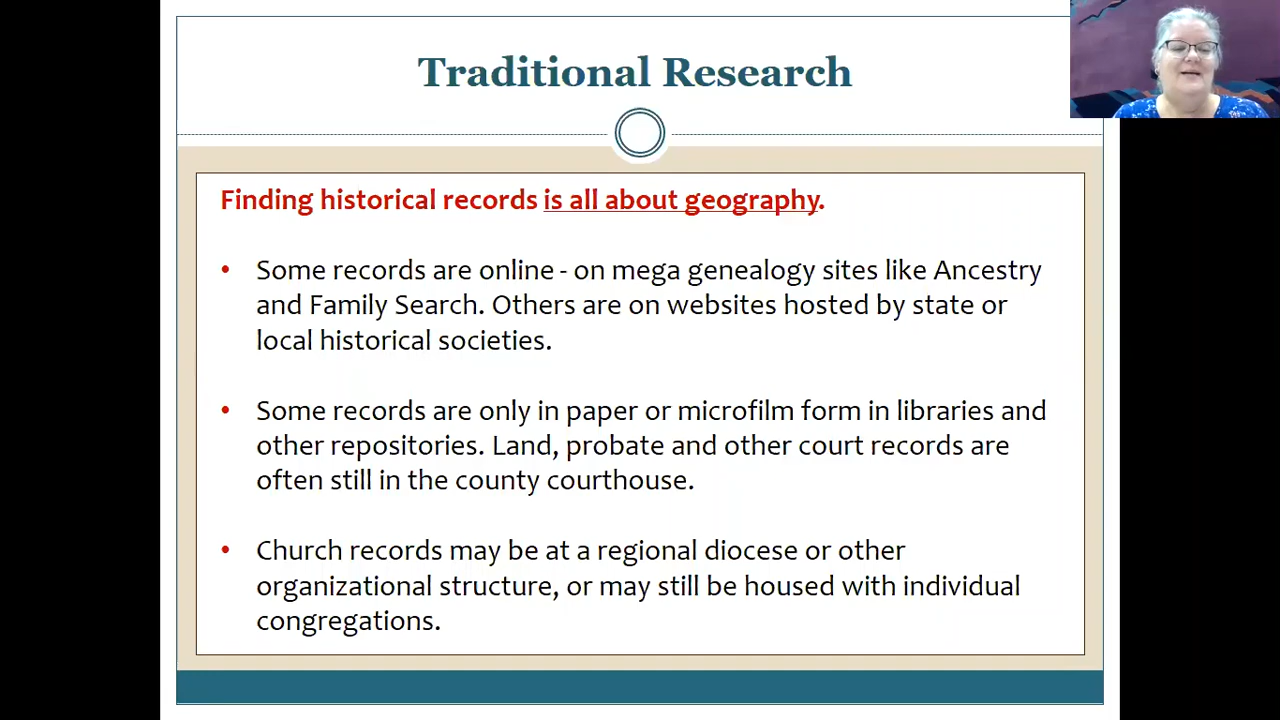 Traditional Research
Finding historical records is all about geography.
• Some records are online - on mega genealogy sites like Ancestry
and Family Search. Others are on websites hosted by state or
local historical societies.
• Some records are only in paper or microfilm form in libraries and
other repositories. Land, probate and other court records are
often still in the county courthouse.
• Church records may be at a regional diocese or other
organizational structure, or may still be housed with individual
congregations.